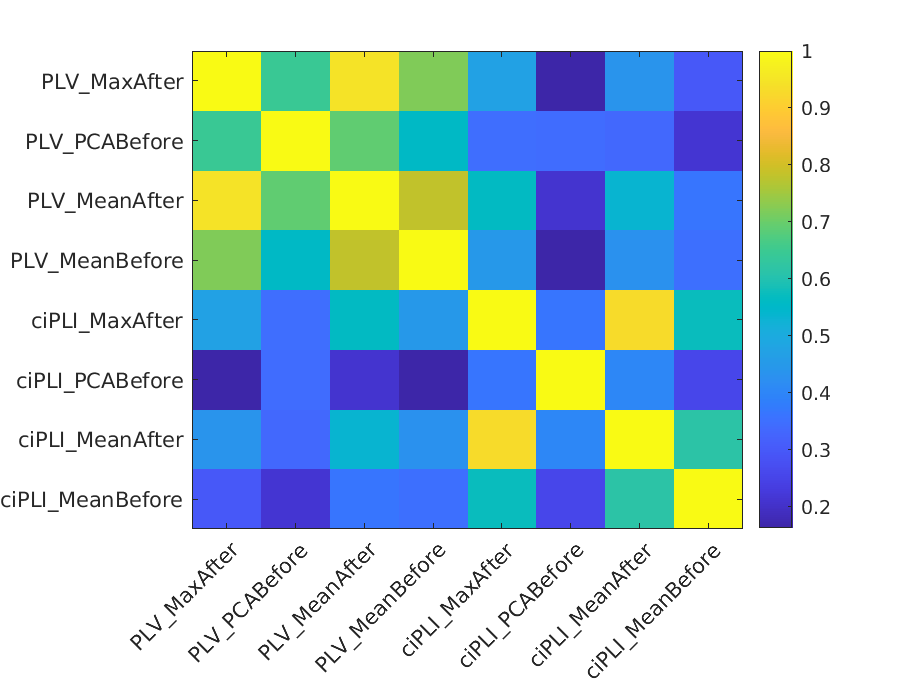 PLV_MaxAfter
PLV_PCABefore
PLV_MeanAfter
PLV_MeanBefore
ciPLI_MaxAfter
ciPLI_PCABefore
ciPLI_MeanAfter
ciPLI_MeanBefore
PLV_MaxAfter
PLV_PCABefore
PLV_MeanAfter
PLV_MeanBefore
ciPLI_MaxAfter
ciPLI_PCABefore
ciPLI_MeanAfter
ciPLI_MeanBefore
1
0.9
0.8
0.7
0.6
0.5
0.4
0.3
0.2